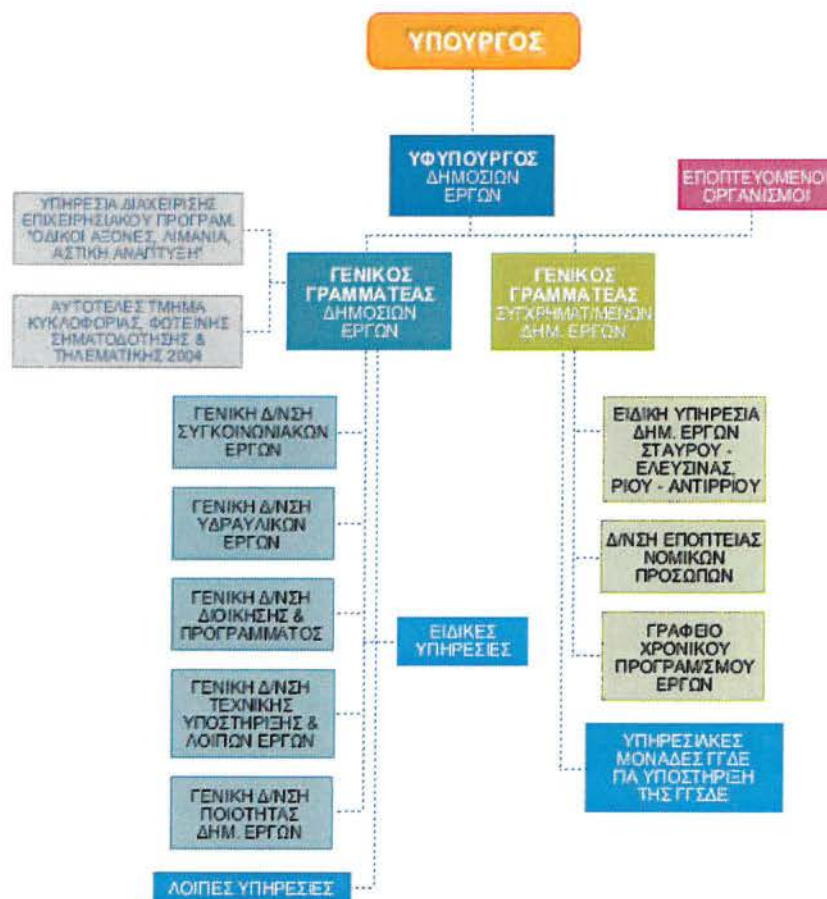 ΥΠΟΥΡΓΟΣ
ΥΦΥΠΟΥΡΓΟΣ
ΔΗΜΟΣΙΩΝ
ΕΡΓΩΝ
ΕΠΟΠΤΕΥΟΜΕΝΟΙ
ΟΡΓΑΝΙΣΜΟΙ
ΥΠΗΡΕΣΙΑ ΔΙΑΧΕΙΡΙΣΗΣ
ΕΠΙΧΕΙΡΗΣΙΑΚΟΥ ΠΡΟΓΡΑΜ.
"ΟΔΙΚΟΙ ΑΞΟΝΕΣ, ΛΙΜΑΝΙΑ,
ΑΣΤΙΚΗ ΑΝΑΠΤΥΞΗ"
ΑΥΤΟΤΕΛΕΣ ΤΜΗΜΑ
ΚΥΚΛΟΦΟΡΙΑΣ, ΦΩΤΕΙΝΗΣ
ΣΗΜΑΤΟΔΟΤΗΣΗΣ &
ΤΗΛΕΜΑΤΙΚΗΣ 2004
ΓΕΝΙΚΟΣ
ΓΡΑΜΜΑΤΕΑΣ
ΔΗΜΟΣΙΩΝ
ΕΡΓΩΝ
ΓΕΝΙΚΟΣ
ΓΡΑΜΜΑΤΕΑΣ
ΣΥΓΧΡΗΜΑΤ/ΜΕΝΩΝ
ΔΗΜ. ΕΡΓΩΝ
ΓΕΝΙΚΗ Δ/ΝΣΗ
ΣΥΓΚΟΙΝΩΝΙΑΚΩΝ
ΕΡΓΩΝ
ΓΕΝΙΚΗ Δ/ΝΣΗ
ΥΔΡΑΥΛΙΚΩΝ
ΕΡΓΩΝ
ΓΕΝΙΚΗ Δ/ΝΣΗ
ΔΙΟΙΚΗΣΗΣ &
ΠΡΟΓΡΑΜΜΑΤΟΣ
ΓΕΝΙΚΗ Δ/ΝΣΗ
ΤΕΧΝΙΚΗΣ
ΥΠΟΣΤΗΡΙΞΗΣ &
ΛΟΙΠΩΝ ΕΡΓΩΝ
ΓΕΝΙΚΗ Δ/ΝΣΗ
ΠΟΙΟΤΗΤΑΣ
ΔΗΜ. ΕΡΓΩΝ
ΛΟΙΠΕΣ ΥΠΗΡΕΣΙΕΣ
ΕΙΔΙΚΕΣ
ΥΠΗΡΕΣΙΕΣ
ΕΙΔΙΚΗ ΥΠΗΡΕΣΙΑ
ΔΗΜ. ΕΡΓΩΝ
ΣΤΑΥΡΟΥ -
ΕΛΕΥΣΙΝΑΣ,
ΡΙΟΥ - ΑΝΤΙΡΡΙΟΥ
Δ/ΝΣΗ ΕΠΟΠΤΕΙΑΣ
ΝΟΜΙΚΩΝ
ΠΡΟΣΩΠΩΝ
ΓΡΑΦΕΙΟ
ΧΡΟΝΙΚΟΥ
ΠΡΟΓΡΑΜ/ΣΜΟΥ
ΕΡΓΩΝ
ΥΠΗΡΕΣΙΑΚΕΣ
ΜΟΝΑΔΕΣ ΓΓΔΕ
ΓΙΑ ΥΠΟΣΤΗΡΙΞΗ
ΤΗΣ ΓΓΣΔΕ